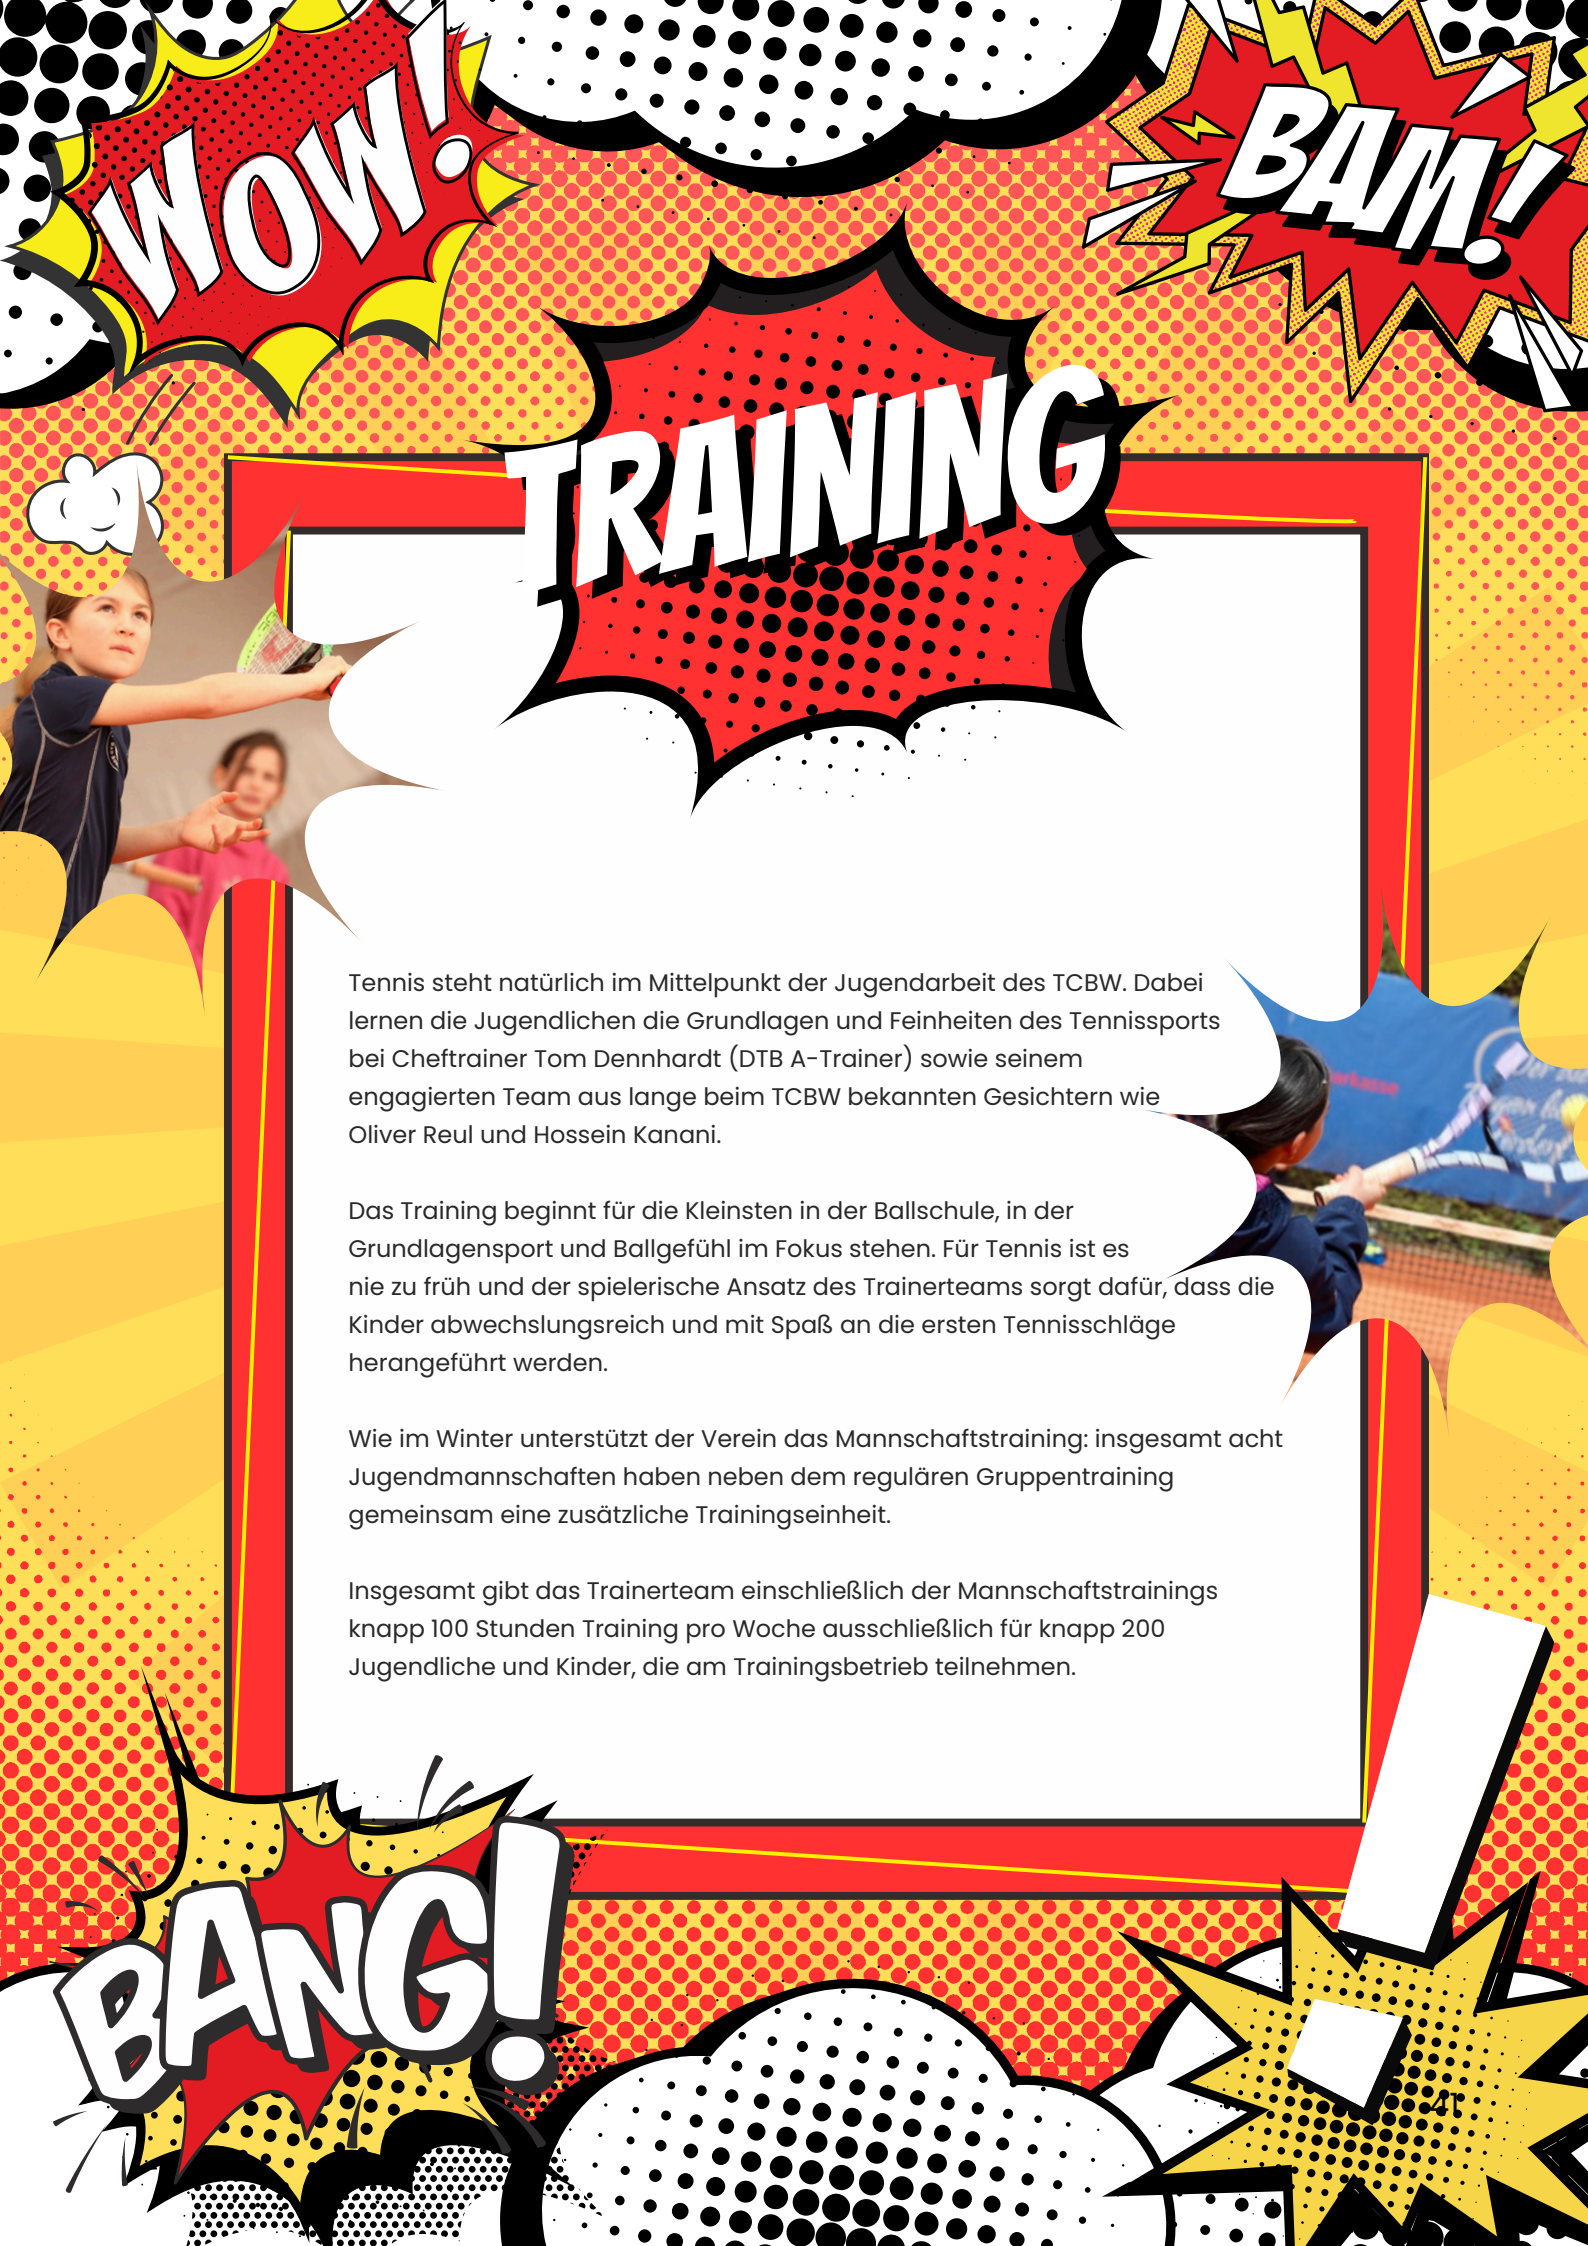 WOW!
BAM!
TRAINING
Tennis steht natürlich im Mittelpunkt der Jugendarbeit des TCBW. Dabei
lernen die Jugendlichen die Grundlagen und Feinheiten des Tennissports
bei Cheftrainer Tom Dennhardt (DTB A-Trainer) sowie seinem
engagierten Team aus lange beim TCBW bekannten Gesichtern wie
Oliver Reul und Hossein Kanani.
Das Training beginnt für die Kleinsten in der Ballschule, in der
Grundlagensport und Ballgefühl im Fokus stehen. Für Tennis ist es
nie zu früh und der spielerische Ansatz des Trainerteams sorgt dafür, dass die
Kinder abwechslungsreich und mit Spaß an die ersten Tennisschläge
herangeführt werden.
Wie im Winter unterstützt der Verein das Mannschaftstraining: insgesamt acht
Jugendmannschaften haben neben dem regulären Gruppentraining
gemeinsam eine zusätzliche Trainingseinheit.
Insgesamt gibt das Trainerteam einschließlich der Mannschaftstrainings
knapp 100 Stunden Training pro Woche ausschließlich für knapp 200
Jugendliche und Kinder, die am Trainingsbetrieb teilnehmen.
BANG!
!
41